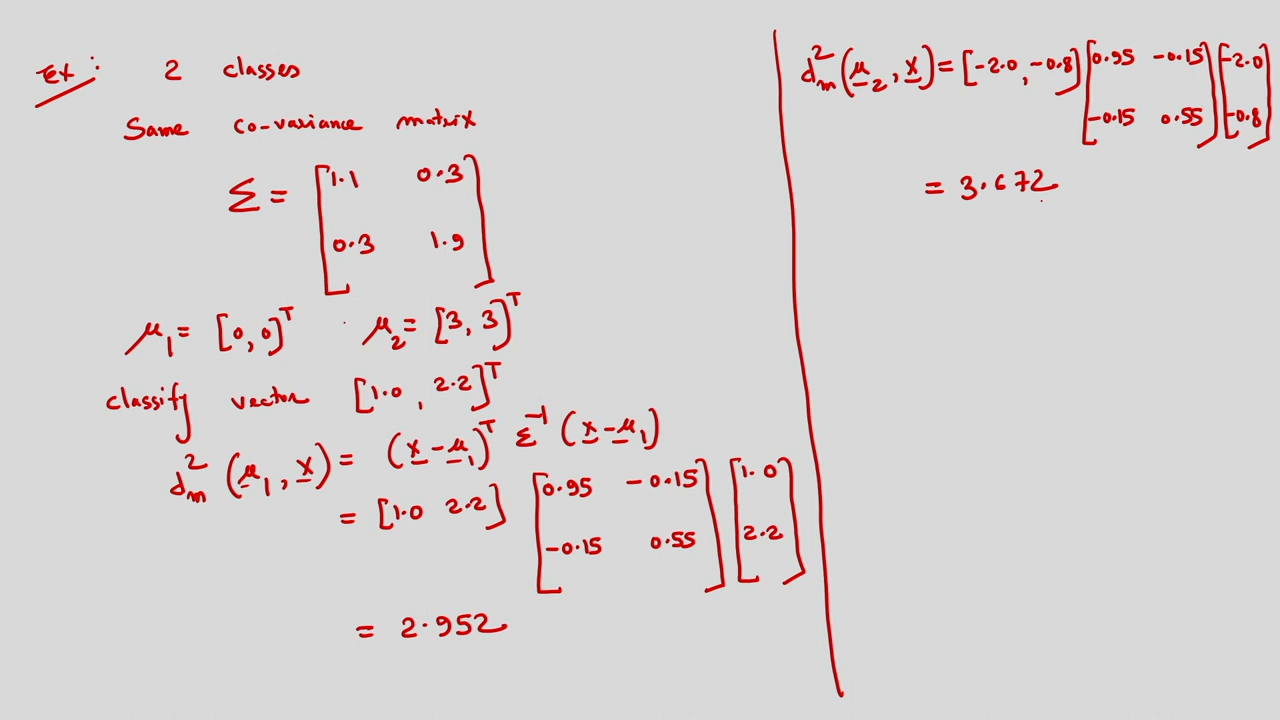 Ex: 2 classes
Same co-variance matrix
Σ = [1.1 0.3
0.3 1.9]
μ₁ = [0, 0]ᵀ μ₂ = [3, 3]ᵀ
classify vector [1.0, 2.2]ᵀ
d²ₘ(μ₁, x) = (x - μ₁)ᵀ Σ⁻¹ (x - μ₁)
= [1.0 2.2] [0.95 -0.15 [1.0
-0.15 0.55] 2.2]
= 2.952
d²ₘ(μ₂, x) = [-2.0, -0.8] [0.95 -0.15 [-2.0
-0.15 0.55] -0.8]
= 3.672